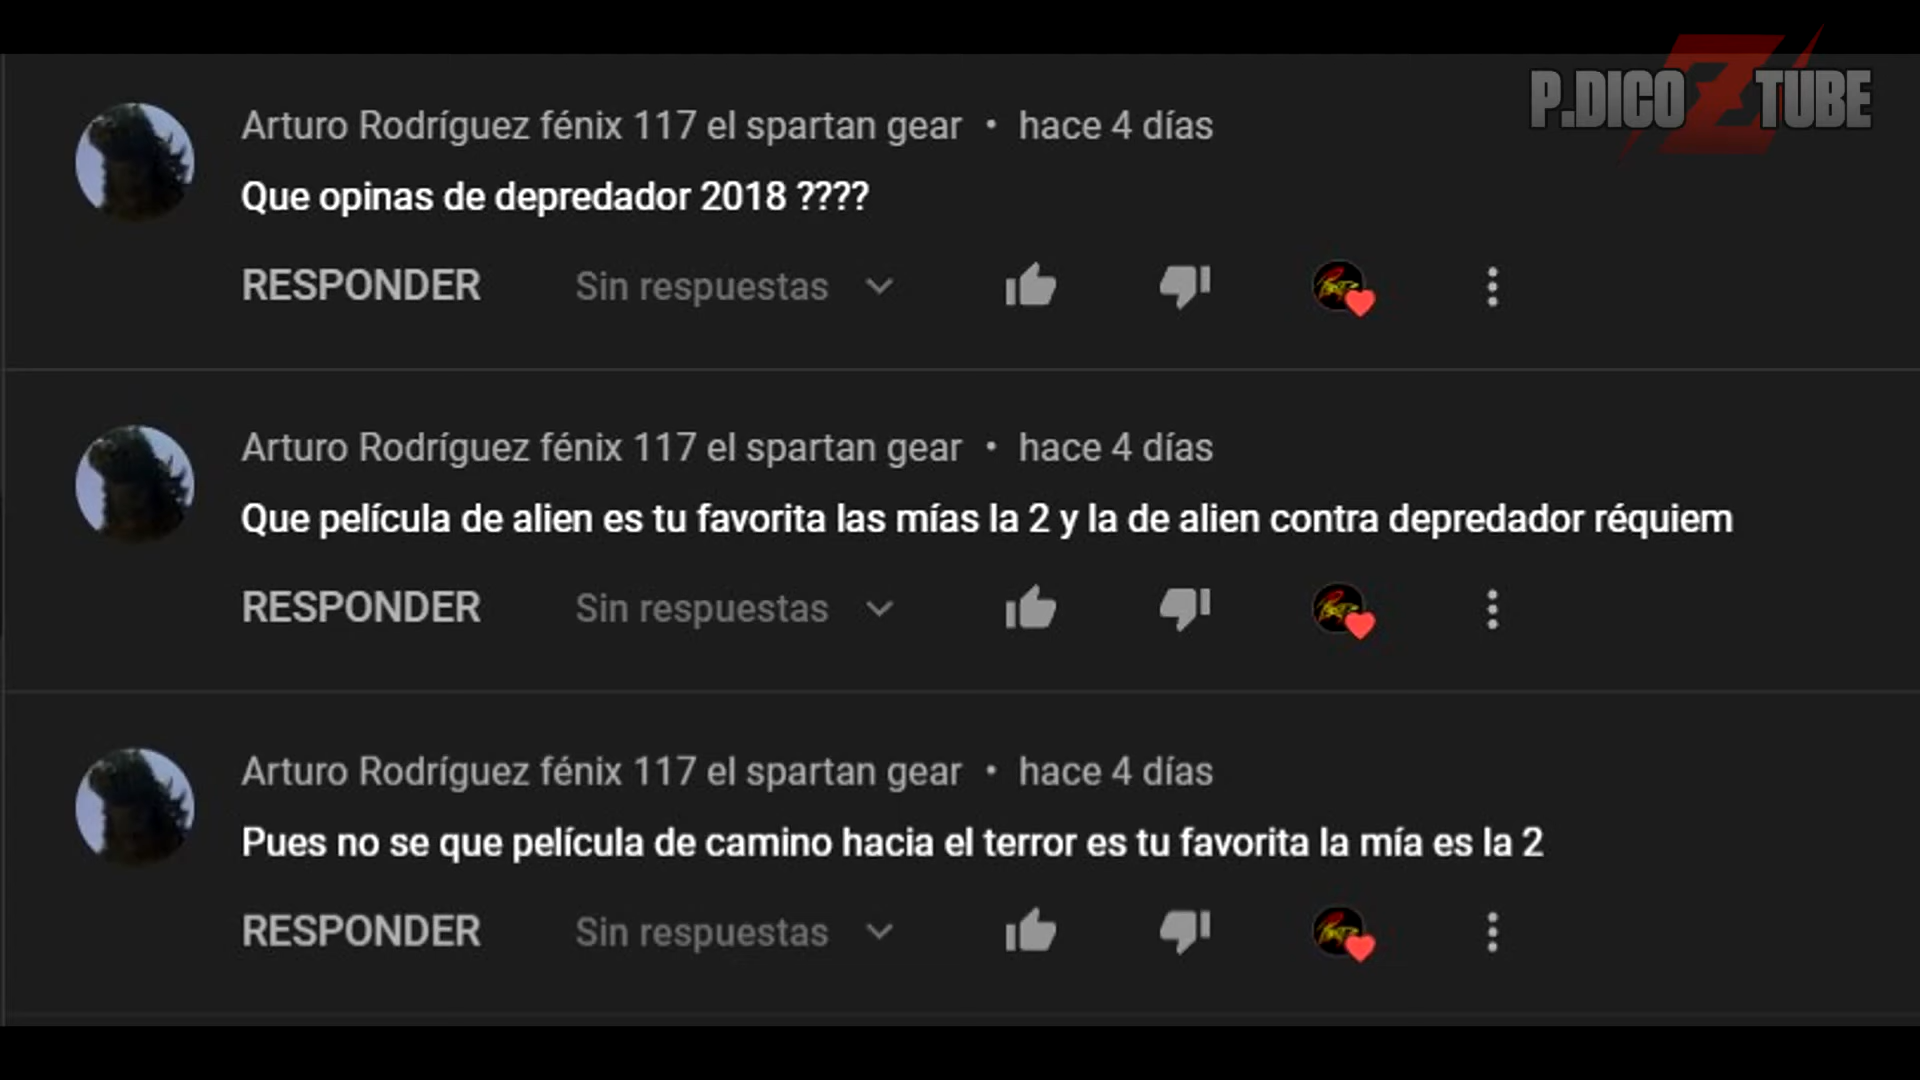 P.DICO Z TUBE
Arturo Rodríguez fénix 117 el spartan gear • hace 4 días
Que opinas de depredador 2018 ????
RESPONDER Sin respuestas
Arturo Rodríguez fénix 117 el spartan gear • hace 4 días
Que película de alien es tu favorita las mías la 2 y la de alien contra depredador réquiem
RESPONDER Sin respuestas
Arturo Rodríguez fénix 117 el spartan gear • hace 4 días
Pues no se que película de camino hacia el terror es tu favorita la mía es la 2
RESPONDER Sin respuestas